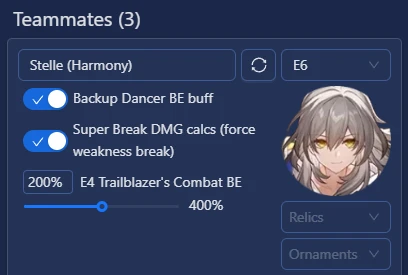 Teammates (3)
Stelle (Harmony)
E6
Backup Dancer BE buff
Super Break DMG calcs (force
weakness break)
200%
E4 Trailblazer's Combat BE
400%
Relics
Ornaments